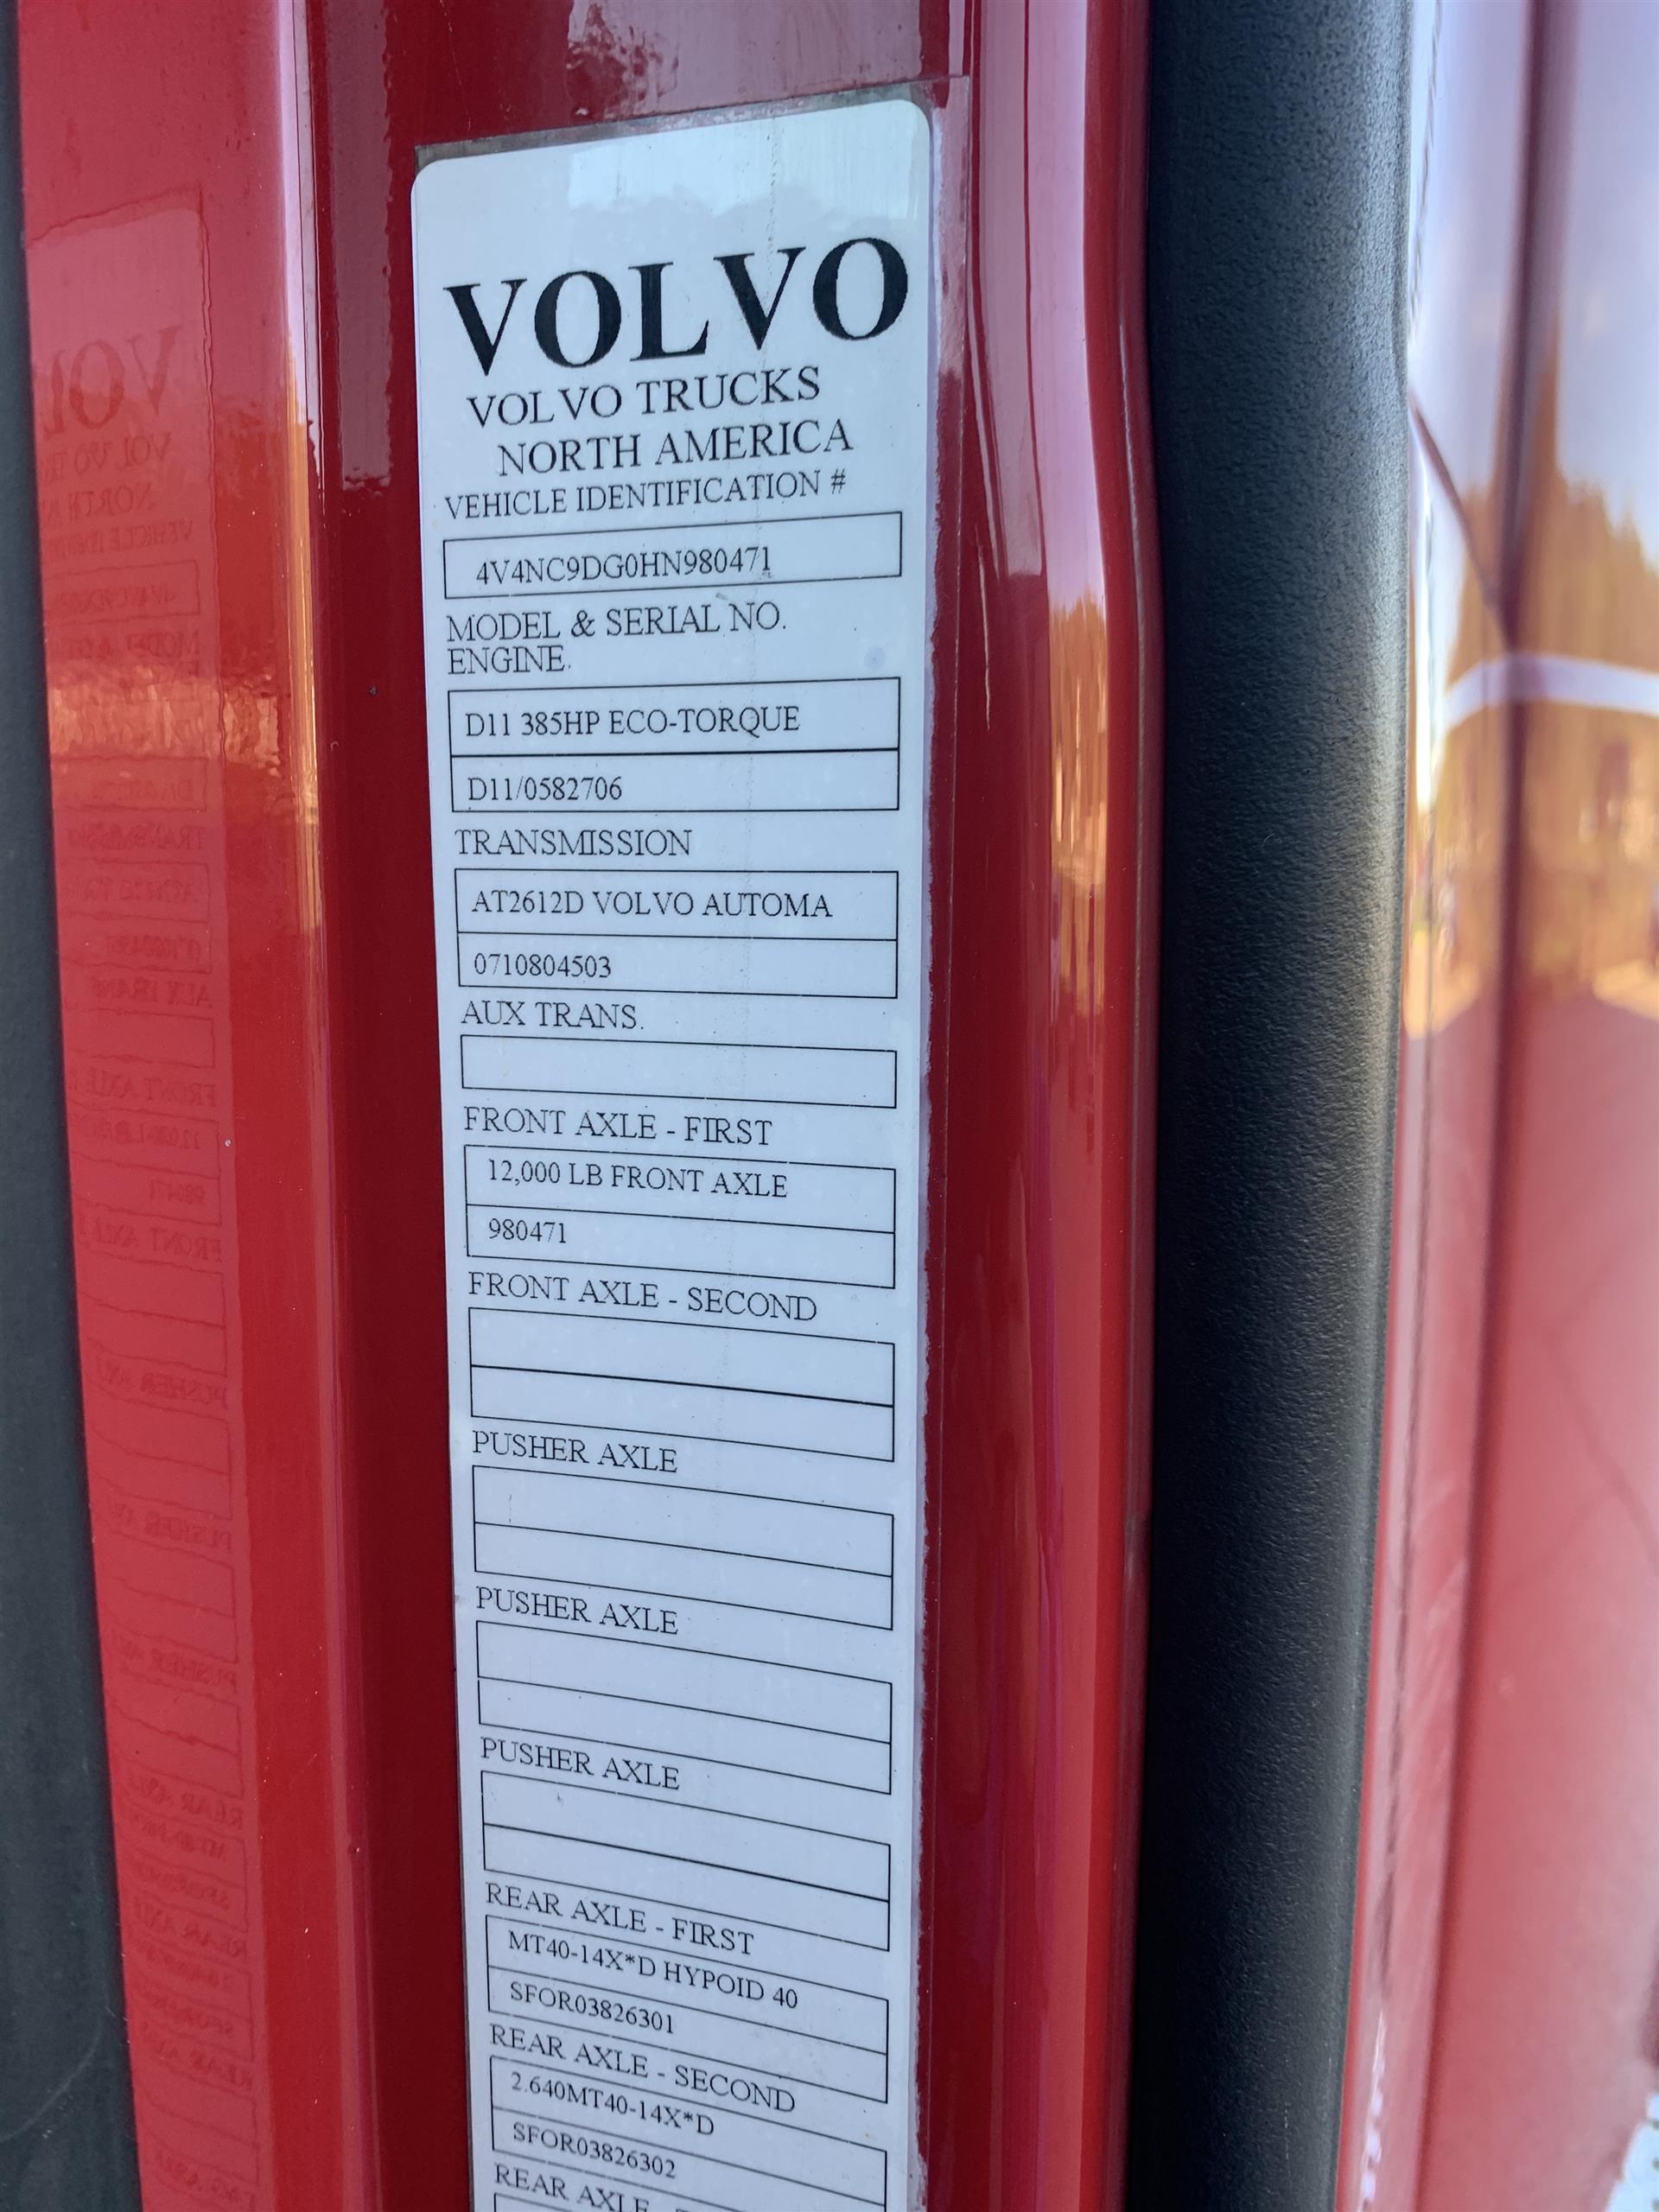 VOLVO
VOLVO TRUCKS
NORTH AMERICA
VEHICLE IDENTIFICATION #
4V4NC9DG0HN980471
MODEL & SERIAL NO.
ENGINE.
D11 385HP ECO-TORQUE
D11/0582706
TRANSMISSION
AT2612D VOLVO AUTOMA
0710804503
AUX TRANS.
FRONT AXLE - FIRST
12,000 LB FRONT AXLE
980471
FRONT AXLE - SECOND
PUSHER AXLE
PUSHER AXLE
PUSHER AXLE
REAR AXLE - FIRST
MT40-14X*D HYPOID 40
SFOR03826301
REAR AXLE - SECOND
2.640MT40-14X*D
SFOR03826302
REAR AXLE -